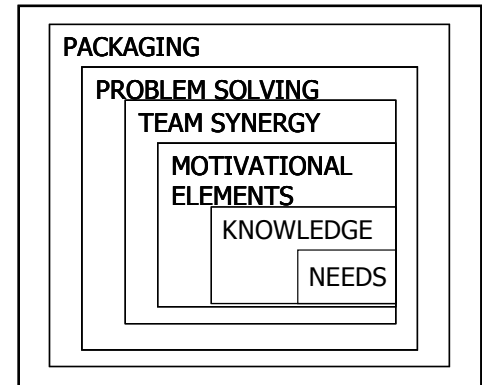 PACKAGING
PROBLEM SOLVING
TEAM SYNERGY
MOTIVATIONAL
ELEMENTS
KNOWLEDGE
NEEDS